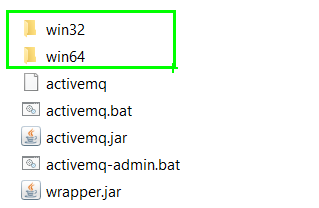 win32
win64
activemq
activemq.bat
activemq.jar
activemq-admin.bat
wrapper.jar